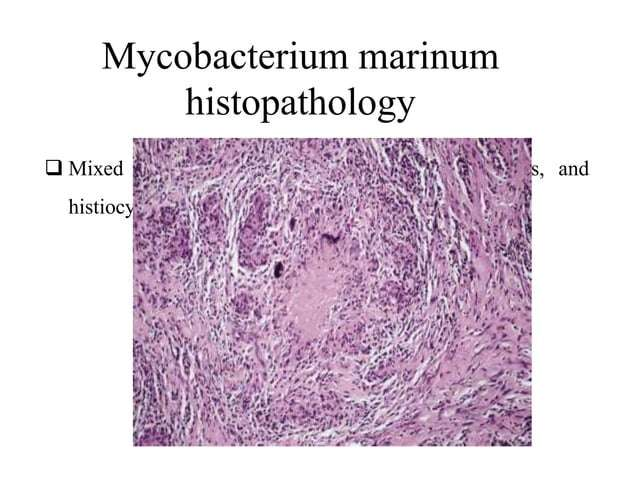 Mycobacterium marinum
histopathology
❑ Mixed s, and
histiocy